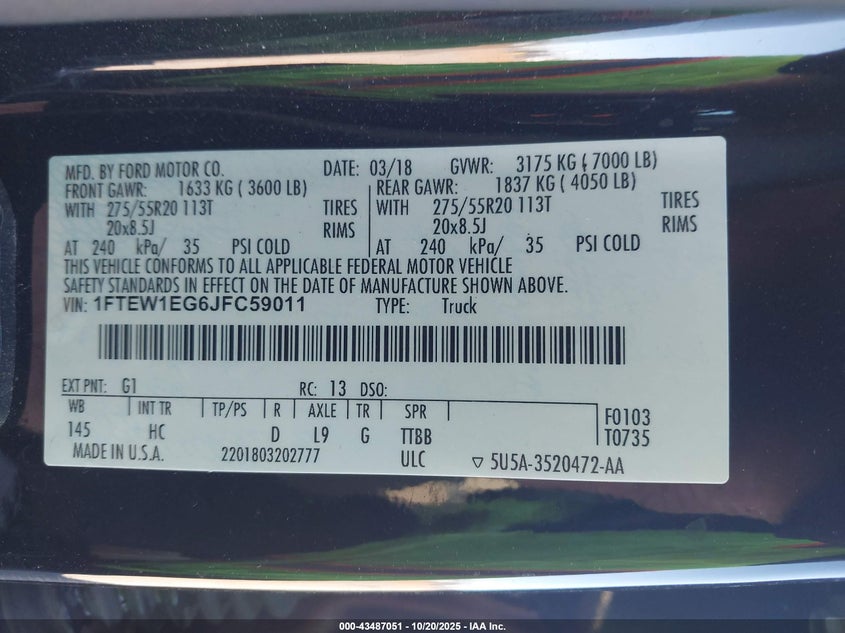 MFD. BY FORD MOTOR CO. DATE: 03/18 GVWR: 3175 KG ( 7000 LB)
FRONT GAWR: 1633 KG ( 3600 LB) REAR GAWR: 1837 KG ( 4050 LB)
WITH 275/55R20 113T TIRES WITH 275/55R20 113T TIRES
20x8.5J RIMS 20x8.5J RIMS
AT 240 kPa/ 35 PSI COLD AT 240 kPa/ 35 PSI COLD
THIS VEHICLE CONFORMS TO ALL APPLICABLE FEDERAL MOTOR VEHICLE
SAFETY STANDARDS IN EFFECT ON THE DATE OF MANUFACTURE SHOWN ABOVE.
VIN: 1FTEW1EG6JFC59011 TYPE: Truck
EXT PNT: G1 RC: 13 DSO:
WB INT TR TP/PS R AXLE TR SPR F0103
145 HC D L9 G TTBB T0735
MADE IN U.S.A. 2201803202777 ULC ▽ 5U5A-3520472-AA
000-43487051 - 10/20/2025 - IAA Inc.